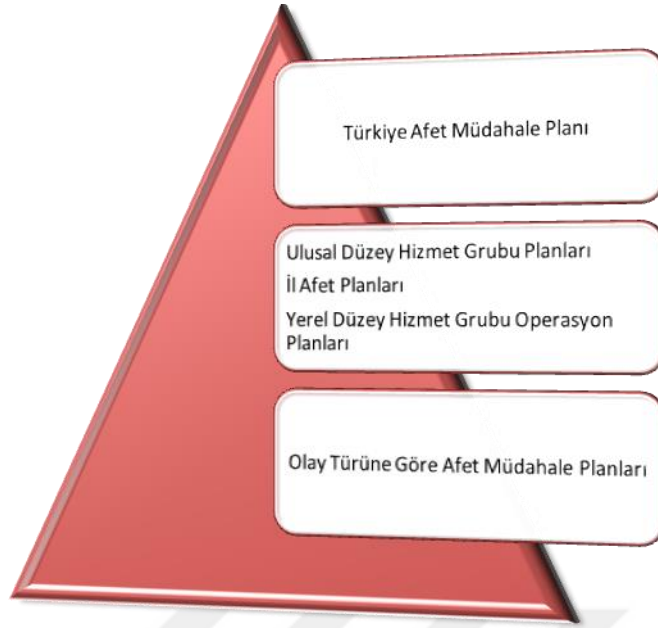 Türkiye Afet Müdahale Planı
Ulusal Düzey Hizmet Grubu Planları
İl Afet Planları
Yerel Düzey Hizmet Grubu Operasyon
Planları
Olay Türüne Göre Afet Müdahale Planları